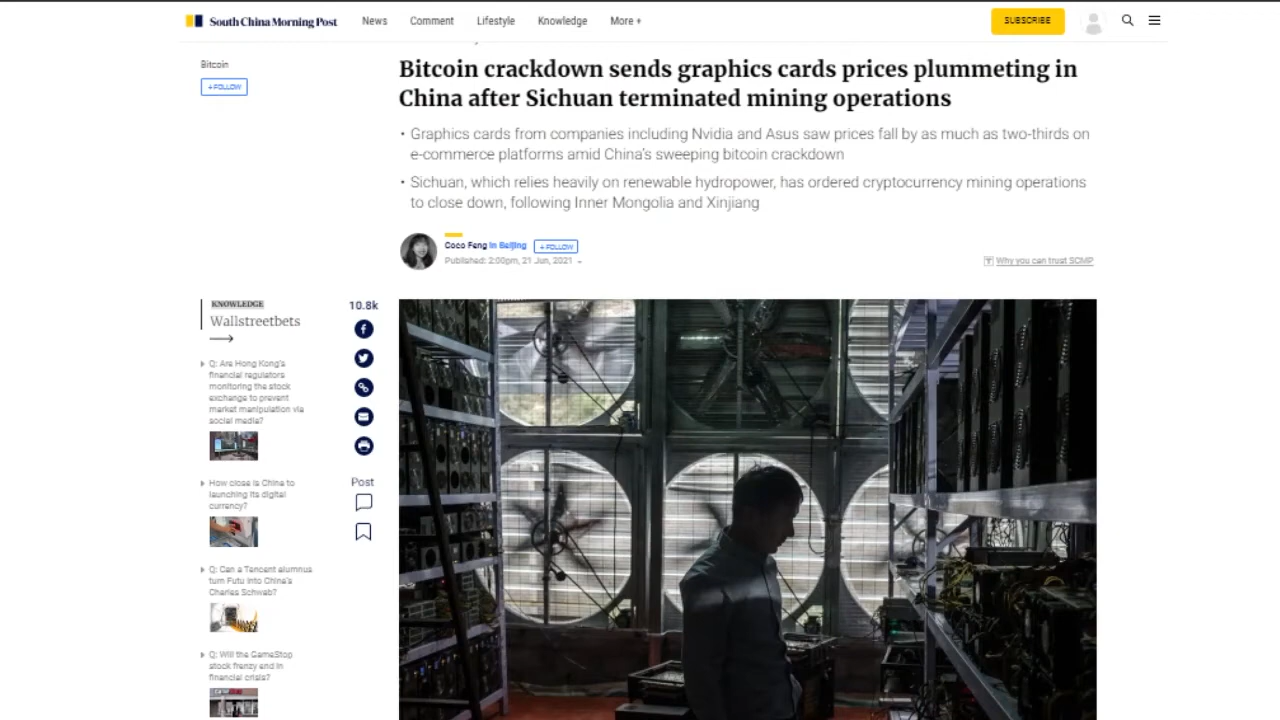 South China Morning Post
News
Comment
Lifestyle
Knowledge
More +
SUBSCRIBE
Bitcoin
+ FOLLOW
Bitcoin crackdown sends graphics cards prices plummeting in
China after Sichuan terminated mining operations
• Graphics cards from companies including Nvidia and Asus saw prices fall by as much as two-thirds on
e-commerce platforms amid China's sweeping bitcoin crackdown
• Sichuan, which relies heavily on renewable hydropower, has ordered cryptocurrency mining operations
to close down, following Inner Mongolia and Xinjiang
Coco Feng in Beijing
+ FOLLOW
Published: 2:00pm, 21 Jun, 2021
Why you can trust SCMP
KNOWLEDGE
Wallstreetbets
Q: Are Hong Kong's
financial regulators
monitoring the stock
exchange to prevent
market manipulation via
social media?
How close is China to
launching its digital
currency?
Q: Can a Tencent alumnus
turn Futu into China's
Charles Schwab?
Q: Will the GameStop
stock frenzy end in
financial crisis?
10.8k
Post